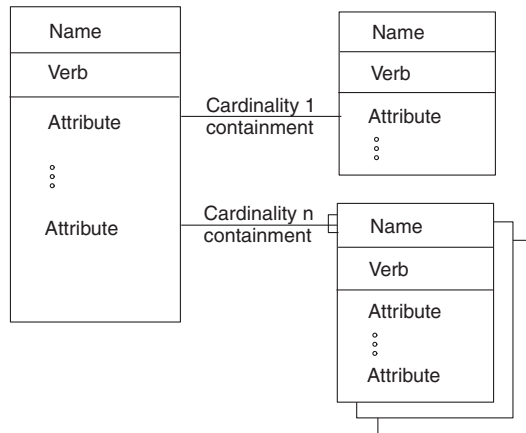 Name
Verb
Attribute
Attribute
Cardinality 1
containment
Cardinality n
containment
Name
Verb
Attribute
Name
Verb
Attribute
Attribute